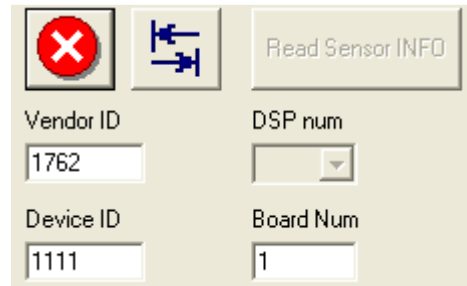 Read Sensor INFO
Vendor ID
DSP num
1762
Device ID
Board Num
1111
1